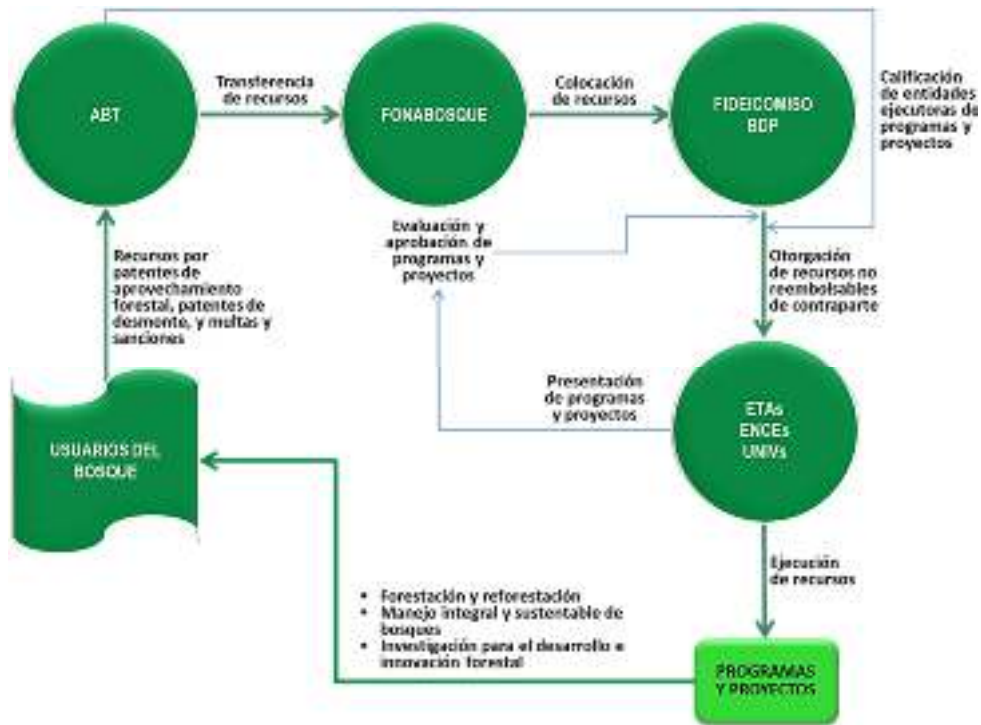 ABT
Transferencia
de recursos
FONABOSQUE
Colocación
de recursos
FIDEICOMISO
BDP
Calificación
de entidades
ejecutoras de
programas y
proyectos
Recursos por
patentes de
aprovechamiento
forestal, patentes de
desmonte, y multas y
sanciones
Evaluación y
aprobación de
programas y
proyectos
Otorgación
de recursos no
reembolsables
de contraparte
USUARIOS DEL
BOSQUE
Presentación
de programas
y proyectos
ETAs
ENCEs
UNIVs
Ejecución
de recursos
• Forestación y reforestación
• Manejo integral y sustentable de
bosques
• Investigación para el desarrollo e
innovación forestal
PROGRAMAS
Y PROYECTOS